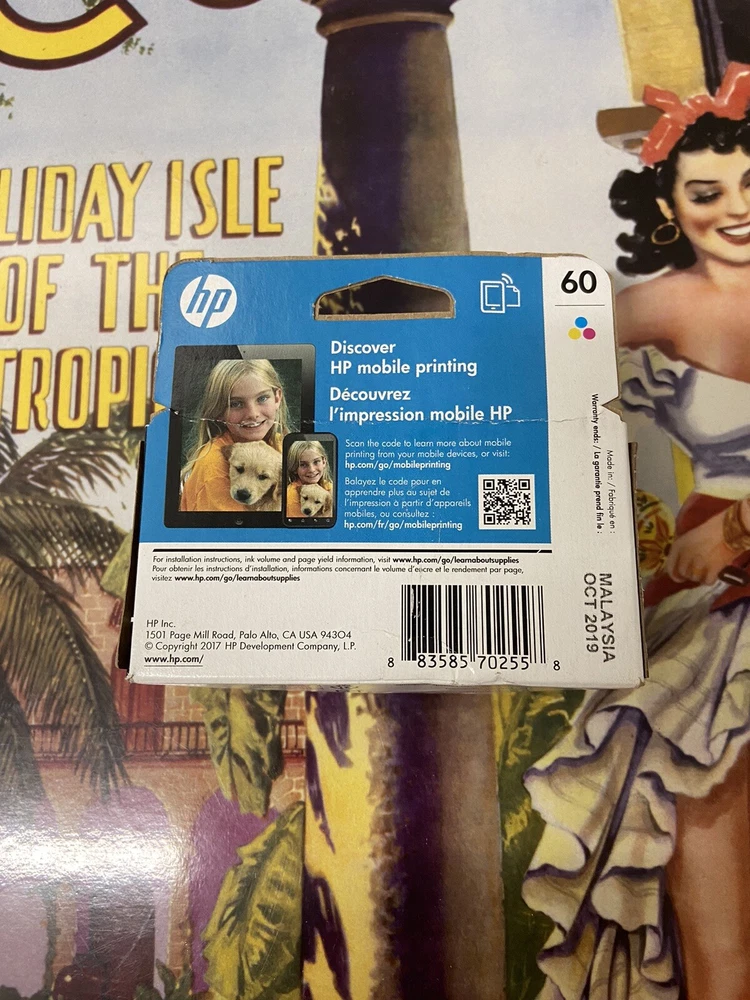 LIDAY ISLE
OF THE
TROPI
hp
60
Discover
HP mobile printing
Découvrez
l'impression mobile HP
Scan the code to learn more about mobile
printing from your mobile devices, or visit:
hp.com/go/mobileprinting
Balayez le code pour en
apprendre plus au sujet de
l'impression à partir d'appareils
mobiles, ou consultez :
hp.com/fr/go/mobileprinting
Warranty ends: / La garantie prend fin le :
Made in: / Fabriqué en :
MALAYSIA
OCT 2019
For installation instructions, ink volume and page yield information, visit www.hp.com/go/learnaboutsupplies
Pour obtenir les instructions d'installation, informations concernant le volume d'encre et le rendement par page,
visitez www.hp.com/go/learnaboutsupplies
HP Inc.
1501 Page Mill Road, Palo Alto, CA USA 94304
© Copyright 2017 HP Development Company, L.P.
www.hp.com/
8 83585 70255 8